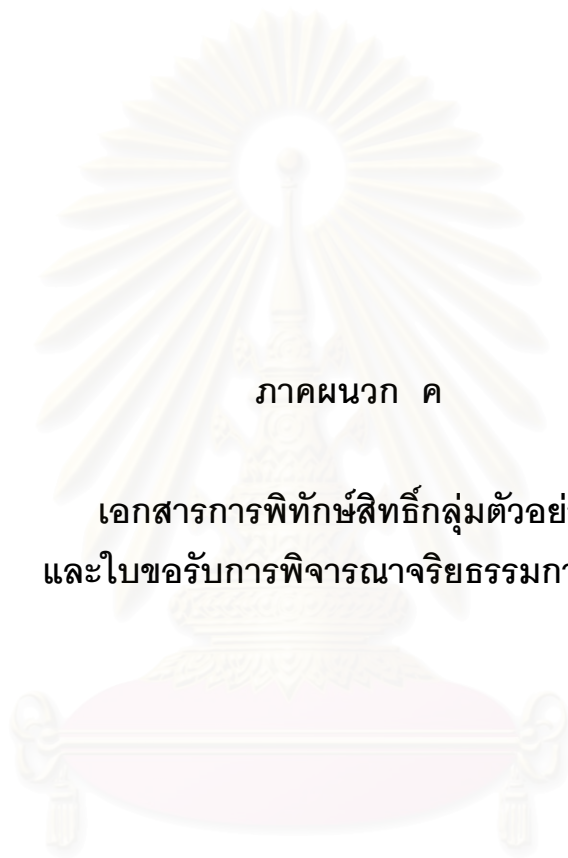 ภาคผนวก ค
เอกสารการพิทักษ์สิทธิ์กลุ่มตัวอย่
และใบขอรับการพิจารณาจริยธรรมกา